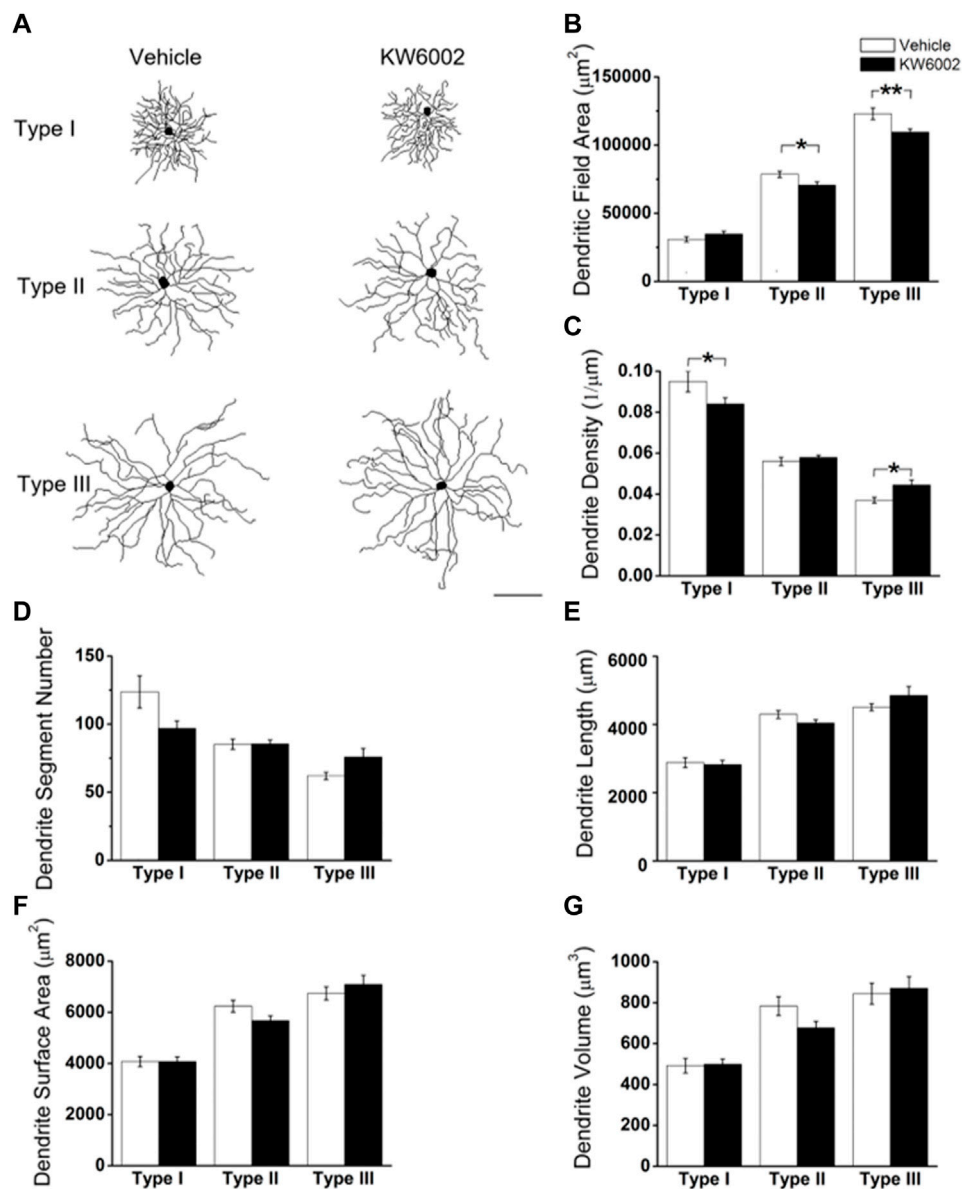 A
Vehicle
KW6002
Type I
Type II
Type III
B
Vehicle
KW6002
Dendritic Field Area (μm²)
150000
100000
50000
0
*
**
Type I
Type II
Type III
C
Dendrite Density (1/μm)
0.10
0.08
0.06
0.04
0.02
0.00
*
*
Type I
Type II
Type III
D
Dendrite Segment Number
150
100
50
0
Type I
Type II
Type III
E
Dendrite Length (μm)
6000
4000
2000
0
Type I
Type II
Type III
F
Dendrite Surface Area (μm²)
8000
6000
4000
2000
0
Type I
Type II
Type III
G
Dendrite Volume (μm³)
1000
800
600
400
200
0
Type I
Type II
Type III